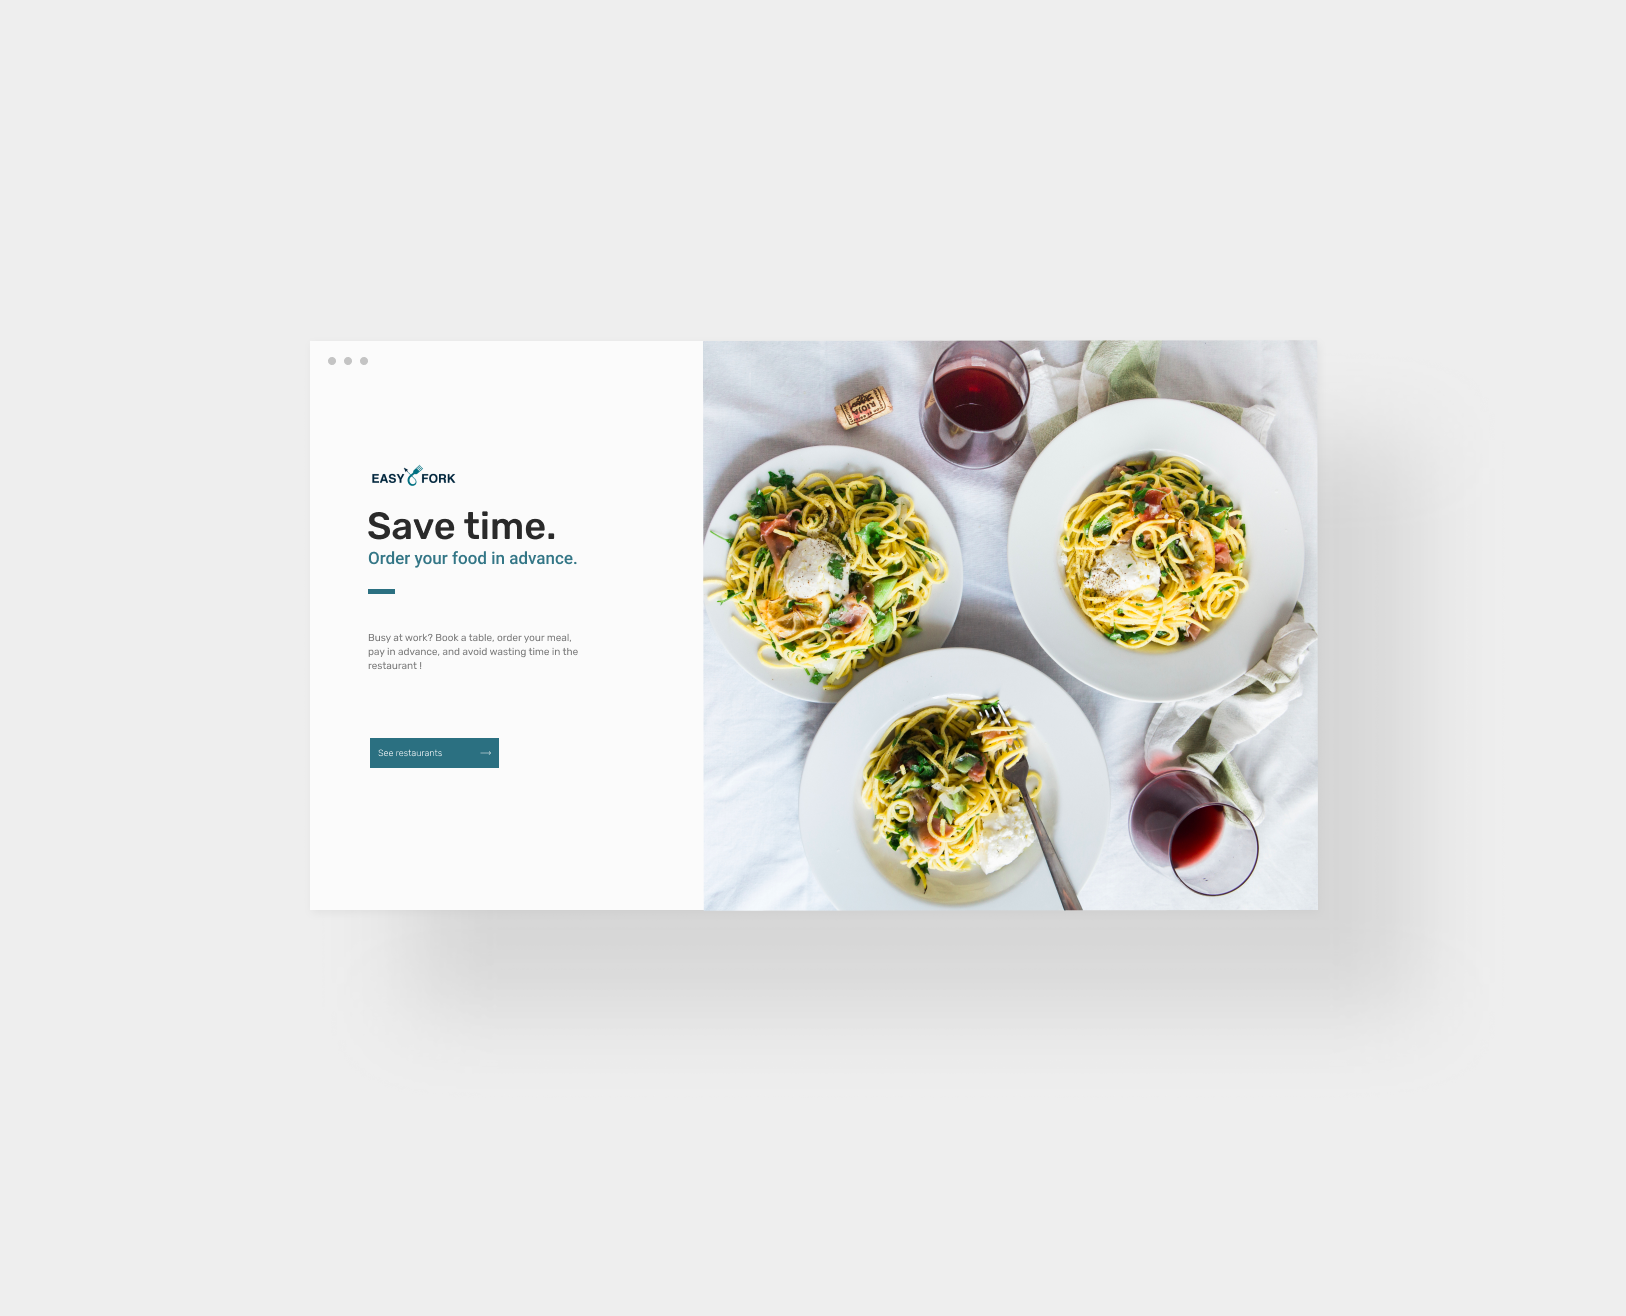 EASY FORK
Save time.
Order your food in advance.
Busy at work? Book a table, order your meal,
pay in advance, and avoid wasting time in the
restaurant !
See restaurants
RIOJA